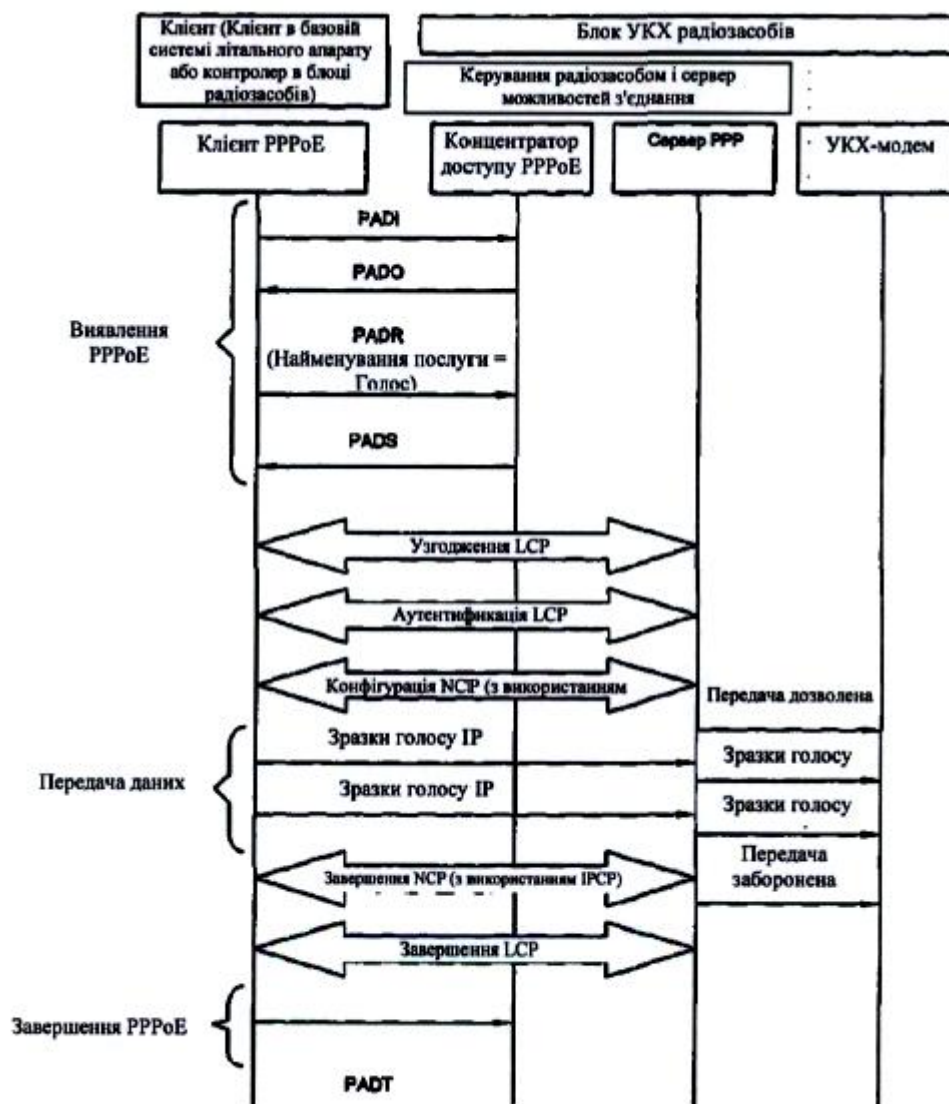 Клієнт (Клієнт в базовій
системі літального апарату
або контролер в блоці
радіозасобів)
Блок УКХ радіозасобів
Керування радіозасобом і сервер
можливостей з'єднання
Клієнт PPPoE
Концентратор
доступу PPPoE
Сервер PPP
УКХ-модем
PADI
PADO
Виявлення
PPPoE
PADR
(Найменування послуги =
Голос)
PADS
Узгодження LCP
Аутентификація LCP
Конфігурація NCIP (з використанням
Передача дозволена
Зразки голосу IP
Зразки голосу
Передача даних
Зразки голосу IP
Зразки голосу
Завершення NCP (з використанням IPCP)
Передача
заборонена
Завершення LCP
Завершення PPPoE
PADT